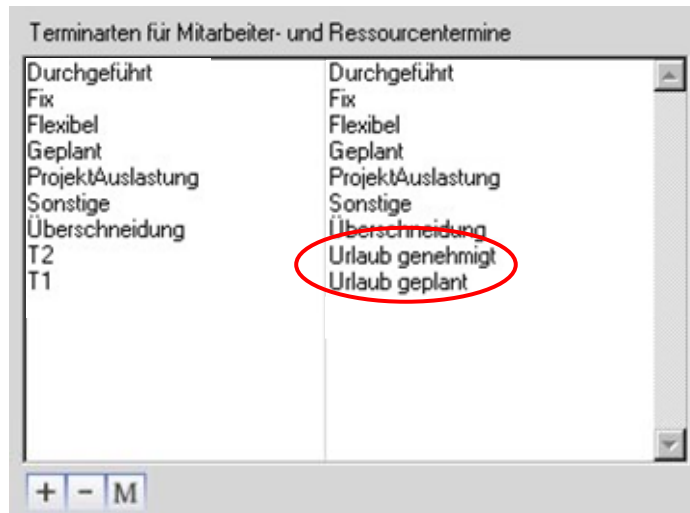 Terminarten für Mitarbeiter- und Ressourcentermine
Durchgeführt Durchgeführt
Fix Fix
Flexibel Flexibel
Geplant Geplant
ProjektAuslastung ProjektAuslastung
Sonstige Sonstige
Überschneidung Überschneidung
T2 Urlaub genehmigt
T1 Urlaub geplant
+ - M